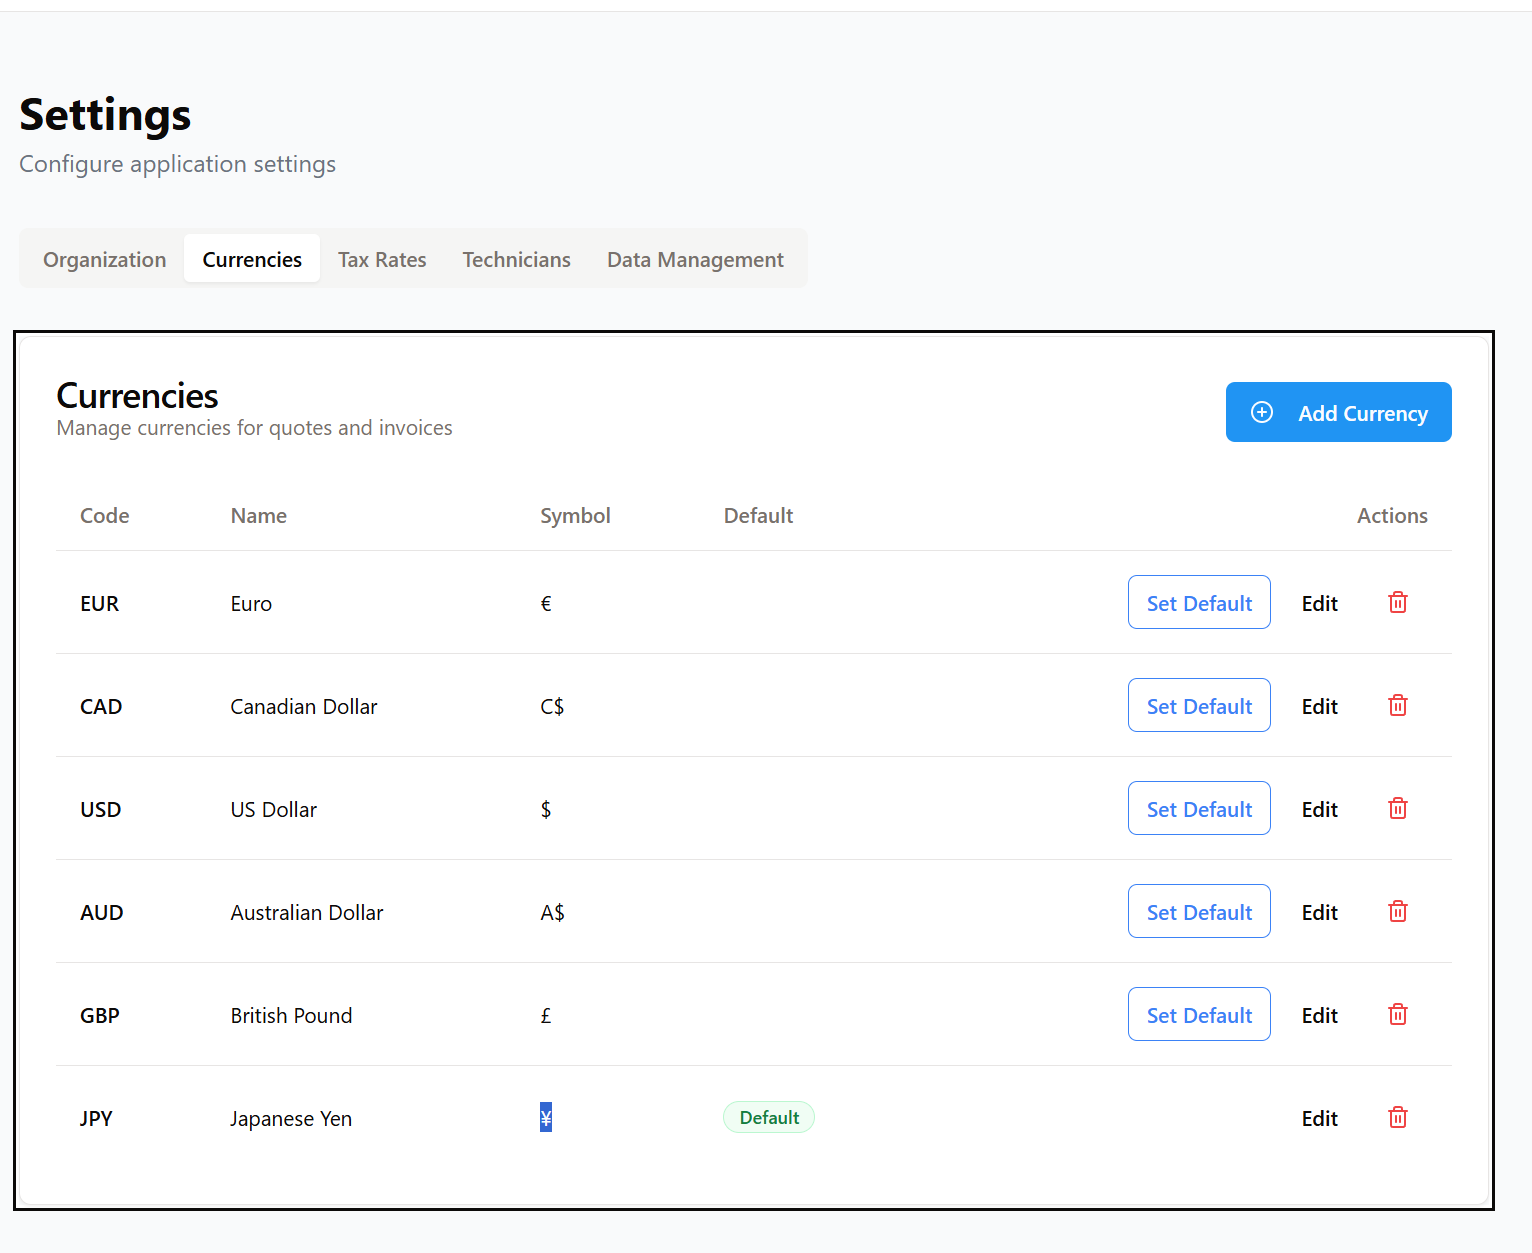 Settings
Configure application settings
Organization Currencies Tax Rates Technicians Data Management
Currencies
Manage currencies for quotes and invoices
Add Currency
Code Name Symbol Default Actions
EUR Euro € Set Default Edit
CAD Canadian Dollar C$ Set Default Edit
USD US Dollar $ Set Default Edit
AUD Australian Dollar A$ Set Default Edit
GBP British Pound £ Set Default Edit
JPY Japanese Yen ¥ Default Edit